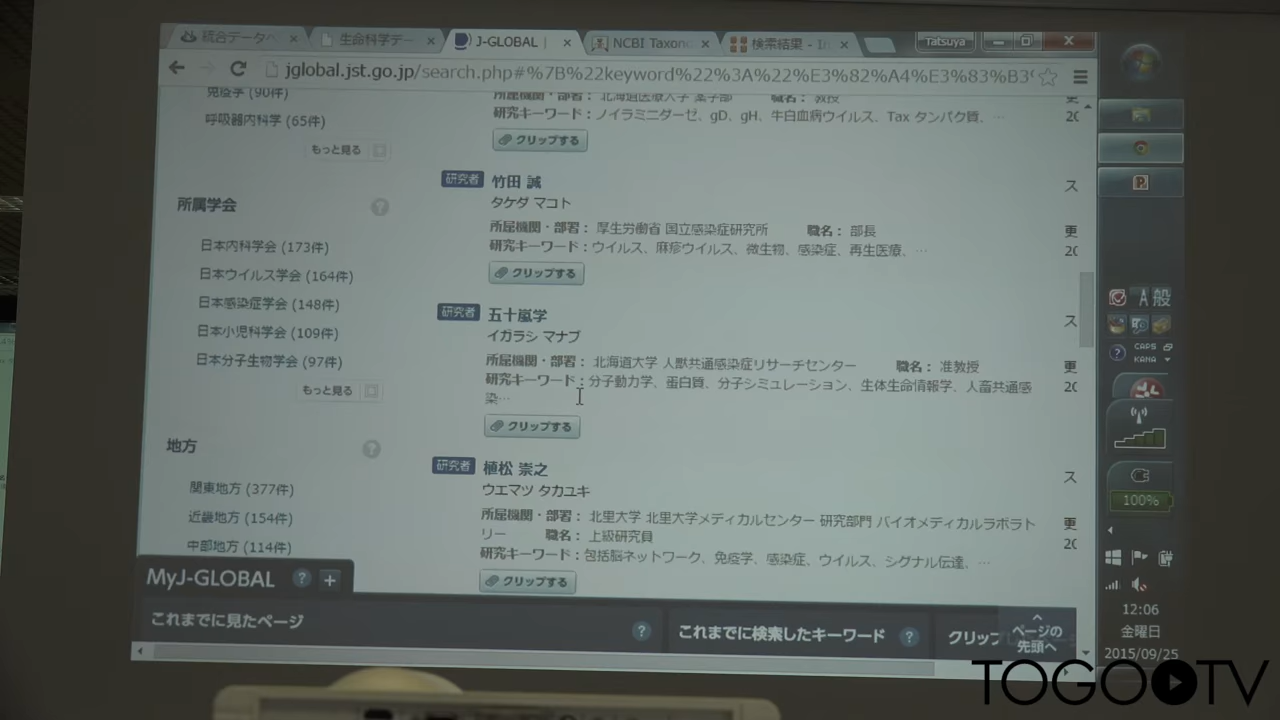 統合データベ
生命科学デー
J-GLOBAL
NCBI Taxono
検索結果 - In
Tatsuya
jglobal.jst.go.jp/search.php#%7B%22keyword%22%3A%22%E3%82%A4%E3%83%B3%
免疫学 (90件)
呼吸器内科学 (65件)
もっと見る
所属学会
日本内科学会 (173件)
日本ウイルス学会 (164件)
日本感染症学会 (148件)
日本小児科学会 (109件)
日本分子生物学会 (97件)
もっと見る
地方
関東地方 (377件)
近畿地方 (154件)
中部地方 (114件)
所属機関・部署： 北海道医療大学 薬学部 職名： 教授
研究キーワード：ノイラミニダーゼ、gD、gH、牛白血病ウイルス、Tax タンパク質、…
クリップする
研究者 竹田 誠
タケダ マコト
所属機関・部署： 厚生労働省 国立感染症研究所 職名： 部長
研究キーワード：ウイルス、麻疹ウイルス、微生物、感染症、再生医療、…
クリップする
研究者 五十嵐学
イガラシ マナブ
所属機関・部署： 北海道大学 人獣共通感染症リサーチセンター 職名： 准教授
研究キーワード：分子動力学、蛋白質、分子シミュレーション、生体生命情報学、人畜共通感
染…
クリップする
研究者 植松 崇之
ウエマツ タカユキ
所属機関・部署： 北里大学 北里大学メディカルセンター 研究部門 バイオメディカルラボラト
リー 職名： 上級研究員
研究キーワード：包括脳ネットワーク、免疫学、感染症、ウイルス、シグナル伝達、…
クリップする
更
20
ス
更
20
ス
更
20
ス
更
20
MyJ-GLOBAL ? +
これまでに見たページ ?
これまでに検索したキーワード ?
クリップ
ページの
先頭へ
A 般
CAPS
KANA
100%
12:06
金曜日
2015/09/25
TOGOTV